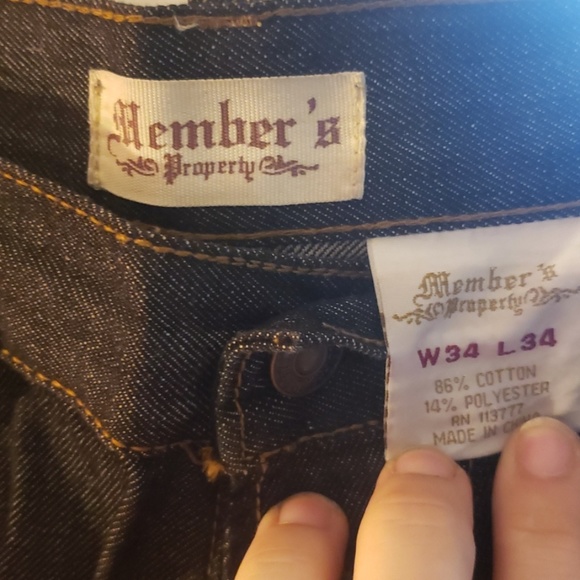 Member's
Property
Member's
Property
W34 L34
86% COTTON
14% POLYESTER
RN 113777
MADE IN CHINA